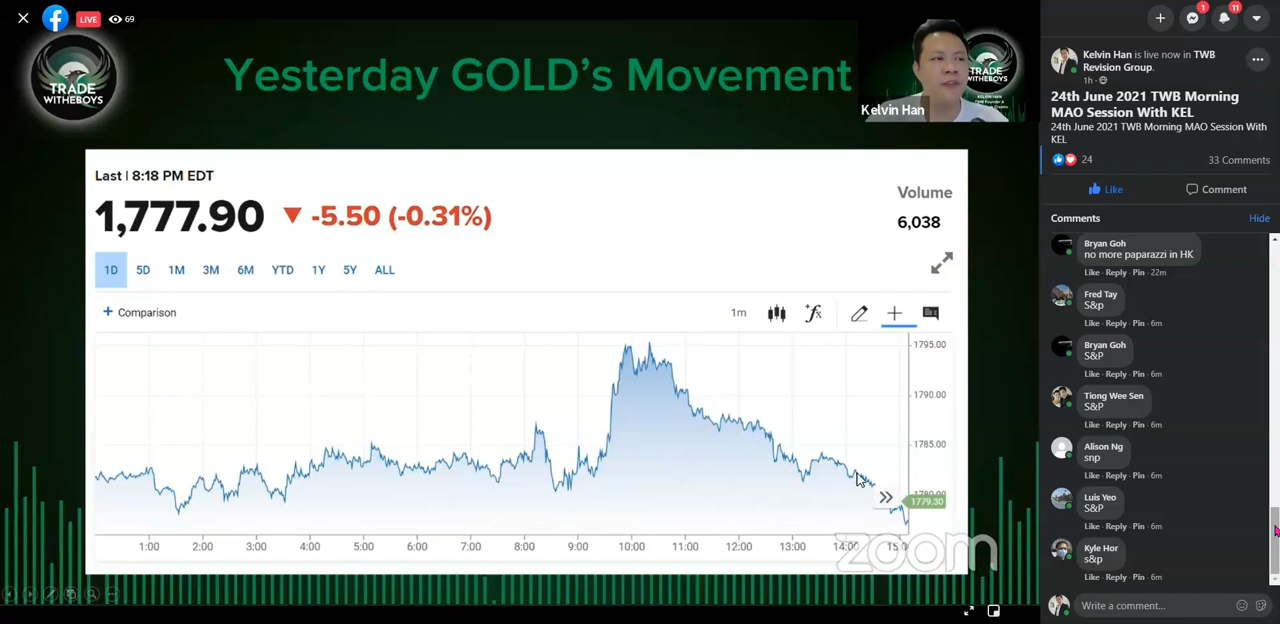 LIVE
69
1
11
TRADE
WITHEBOYS
Yesterday GOLD's Movement
TRADE
WITHEBOYS
Kelvin Han
Last | 8:18 PM EDT
1,777.90 ▼ -5.50 (-0.31%)
Volume
6,038
1D 5D 1M 3M 6M YTD 1Y 5Y ALL
+ Comparison
1m
1795.00
1790.00
1785.00
1780.00
1779.30
1:00 2:00 3:00 4:00 5:00 6:00 7:00 8:00 9:00 10:00 11:00 12:00 13:00 14:00
zoom
Kelvin Han is live now in TWB
Revision Group.
1h
24th June 2021 TWB Morning
MAO Session With KEL
24th June 2021 TWB Morning MAO Session With
KEL
24
33 Comments
Like
Comment
Comments
Hide
Bryan Goh
no more paparazzi in HK
Like · Reply · Pin · 22m
Fred Tay
S&p
Like · Reply · Pin · 6m
Bryan Goh
S&P
Like · Reply · Pin · 6m
Tiong Wee Sen
S&P
Like · Reply · Pin · 6m
Alison Ng
snp
Like · Reply · Pin · 6m
Luis Yeo
S&P
Like · Reply · Pin · 6m
Kyle Hor
s&p
Like · Reply · Pin · 6m
Write a comment...